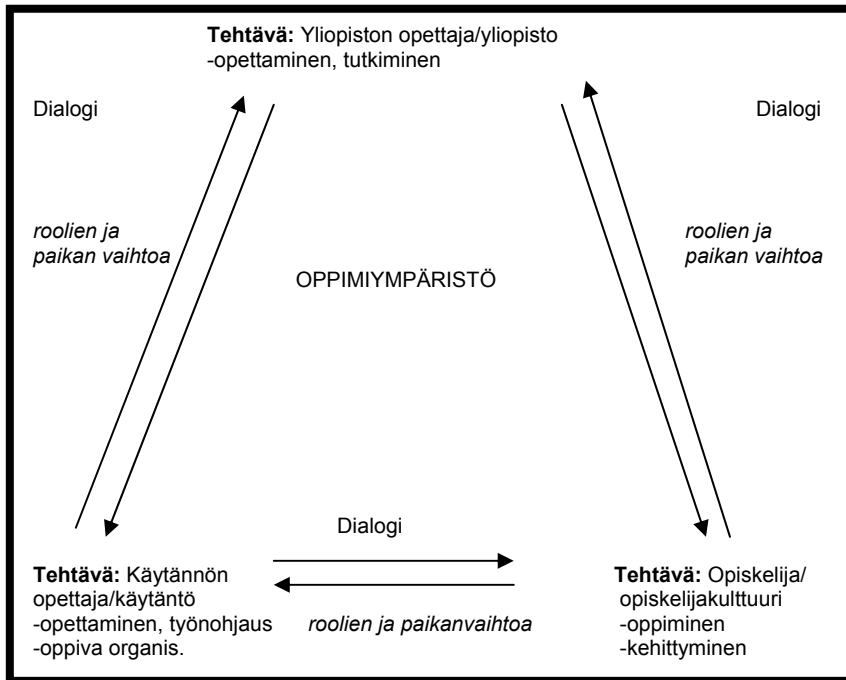 Tehtävä: Yliopiston opettaja/yliopisto
-opettaminen, tutkiminen
Dialogi
Dialogi
roolien ja
paikan vaihtoa
roolien ja
paikan vaihtoa
OPPIMIYMPÄRISTÖ
Dialogi
Tehtävä: Käytännön
opettaja/käytäntö
-opettaminen, työnohjaus
-oppiva organis.
roolien ja paikanvaihtoa
Tehtävä: Opiskelija/
opiskelijakulttuuri
-oppiminen
-kehittyminen